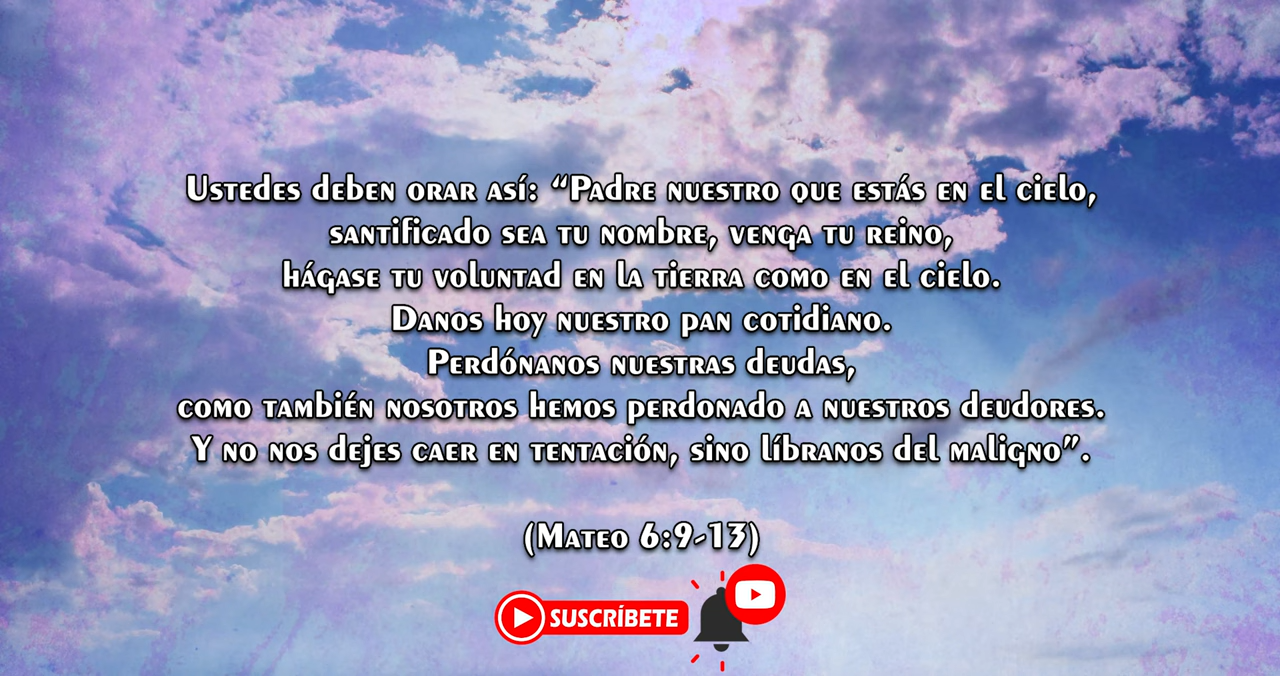 Ustedes deben orar así: “Padre nuestro que estás en el cielo,
santificado sea tu nombre, venga tu reino,
hágase tu voluntad en la tierra como en el cielo.
Danos hoy nuestro pan cotidiano.
Perdónanos nuestras deudas,
como también nosotros hemos perdonado a nuestros deudores.
Y no nos dejes caer en tentación, sino líbranos del maligno”.
(Mateo 6:9-13)
SUSCRÍBETE